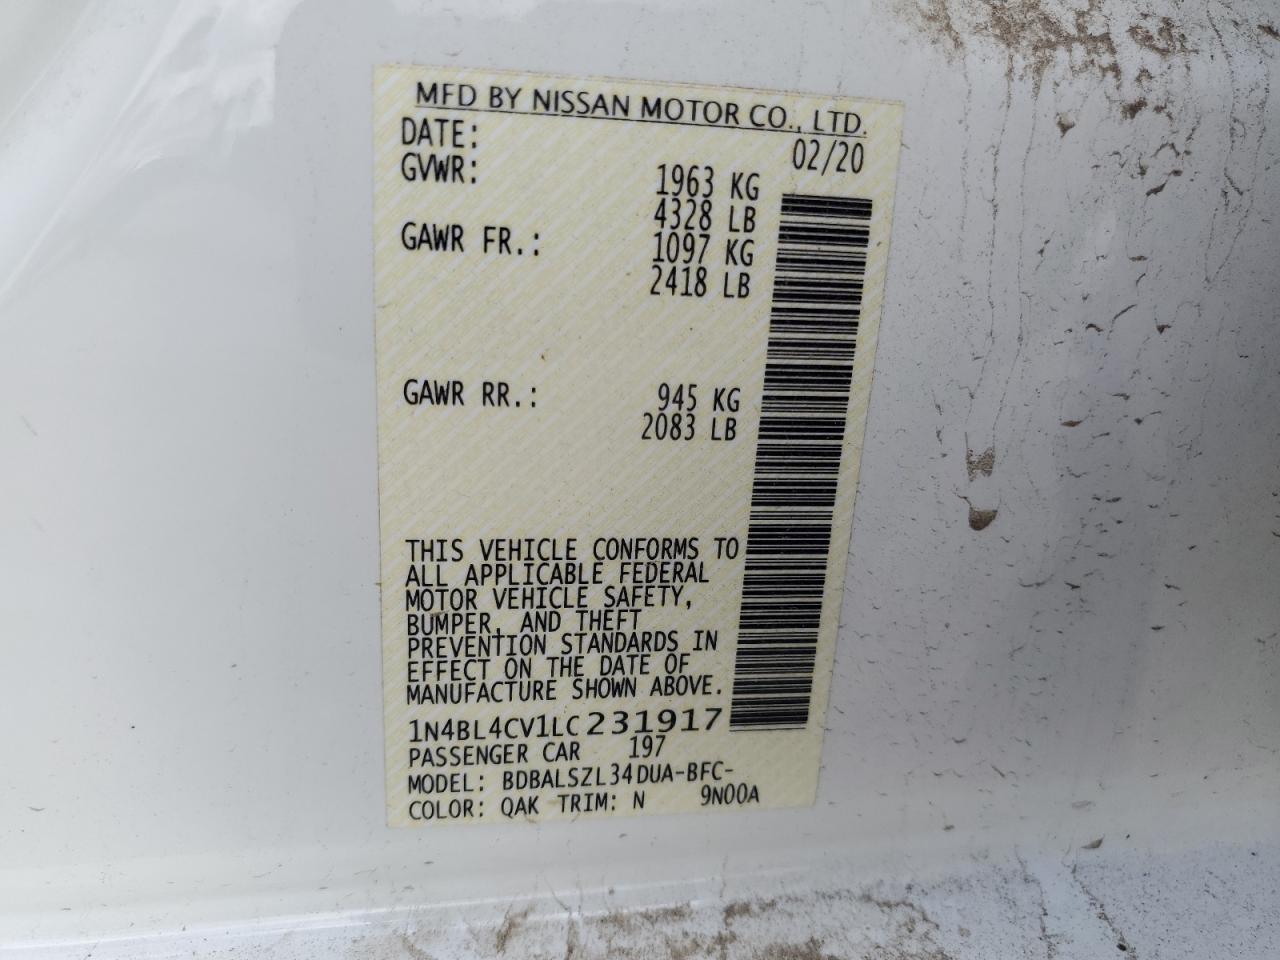 MFD BY NISSAN MOTOR CO., LTD.
DATE: 02/20
GVWR: 1963 KG
4328 LB
GAWR FR.: 1097 KG
2418 LB
GAWR RR.: 945 KG
2083 LB
THIS VEHICLE CONFORMS TO
ALL APPLICABLE FEDERAL
MOTOR VEHICLE SAFETY,
BUMPER, AND THEFT
PREVENTION STANDARDS IN
EFFECT ON THE DATE OF
MANUFACTURE SHOWN ABOVE.
1N4BL4CV1LC231917
PASSENGER CAR 197
MODEL: BDBALSZL34DUA-BFC-
COLOR: QAK TRIM: N 9N00A